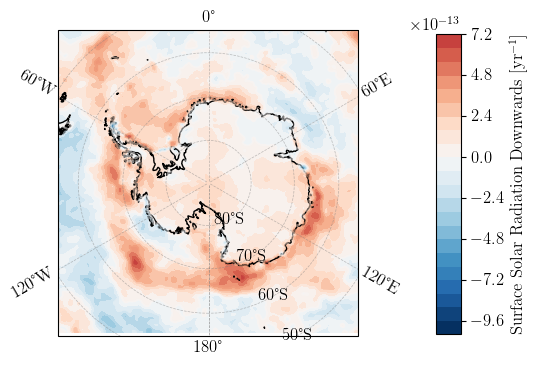 0°
×10⁻¹³
7.2
60°W
60°E
4.8
2.4
0.0
−2.4
80°S
−4.8
70°S
120°W
120°E
−7.2
60°S
−9.6
50°S
180°
Surface Solar Radiation Downwards [yr⁻¹]